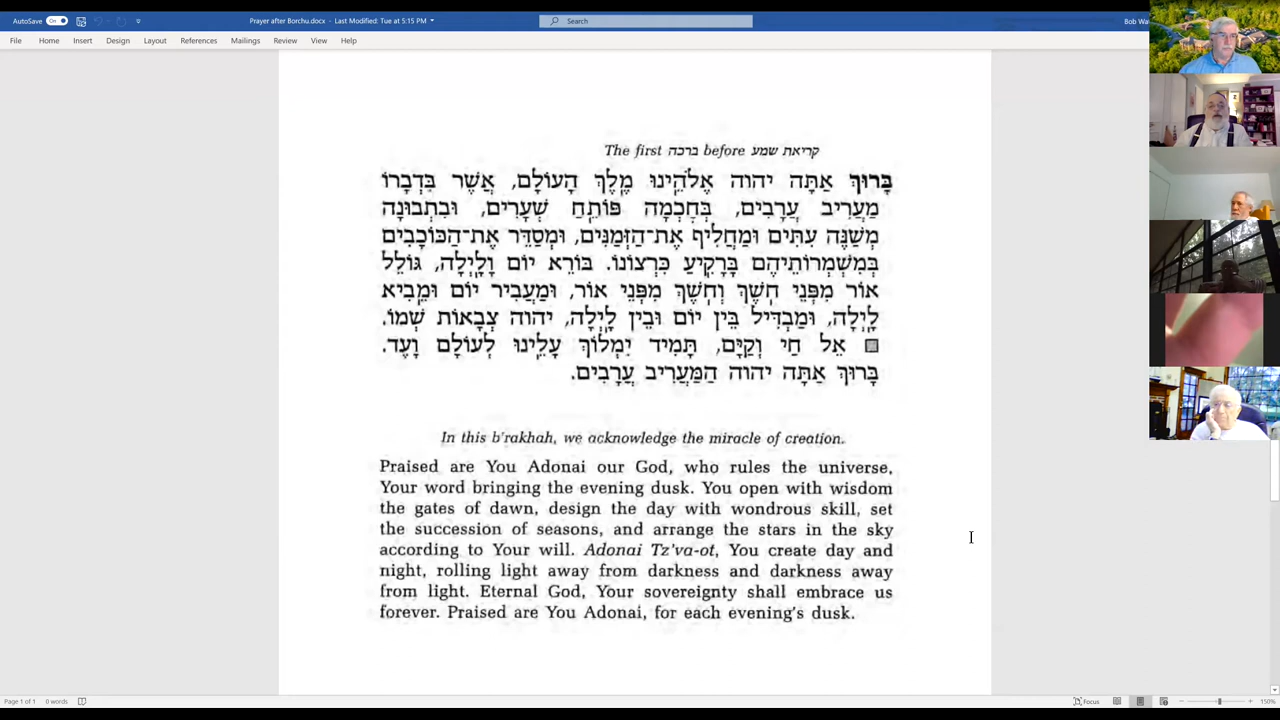 AutoSave On
Prayer after Borchu.docx - Last Modified: Tue at 5:15 PM
Search
File Home Insert Design Layout References Mailings Review View Help
The first ברכה before קריאת שמע
בָּרוּךְ אַתָּה יהוה אֱלֹהֵֽינוּ מֶֽלֶךְ הָעוֹלָם, אֲשֶׁר בִּדְבָרוֹ
מַעֲרִיב עֲרָבִים, בְּחָכְמָה פּוֹתֵֽחַ שְׁעָרִים, וּבִתְבוּנָה
מְשַׁנֶּה עִתִּים וּמַחֲלִיף אֶת־הַזְּמַנִּים, וּמְסַדֵּר אֶת־הַכּוֹכָבִים
בְּמִשְׁמְרוֹתֵיהֶם בָּרָקִֽיעַ כִּרְצוֹנוֹ. בּוֹרֵא יוֹם וָלָֽיְלָה, גּוֹלֵל
אוֹר מִפְּנֵי חֹֽשֶׁךְ וְחֹֽשֶׁךְ מִפְּנֵי אוֹר, וּמַעֲבִיר יוֹם וּמֵֽבִיא
לָֽיְלָה, וּמַבְדִּיל בֵּין יוֹם וּבֵין לָֽיְלָה, יהוה צְבָאוֹת שְׁמוֹ.
אֵל חַי וְקַיָּם, תָּמִיד יִמְלוֹךְ עָלֵֽינוּ לְעוֹלָם וָעֶד.
בָּרוּךְ אַתָּה יהוה הַמַּעֲרִיב עֲרָבִים.
In this b'rakhah, we acknowledge the miracle of creation.
Praised are You Adonai our God, who rules the universe,
Your word bringing the evening dusk. You open with wisdom
the gates of dawn, design the day with wondrous skill, set
the succession of seasons, and arrange the stars in the sky
according to Your will. Adonai Tz'va-ot, You create day and
night, rolling light away from darkness and darkness away
from light. Eternal God, Your sovereignty shall embrace us
forever. Praised are You Adonai, for each evening's dusk.
Page 1 of 1 0 words
Focus
150%